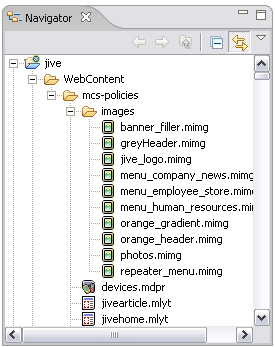 Navigator
jive
WebContent
mcs-policies
images
banner_filler.mimg
greyHeader.mimg
jive_logo.mimg
menu_company_news.mimg
menu_employee_store.mim
menu_human_resources.mimg
orange_gradient.mimg
orange_header.mimg
photos.mimg
repeater_menu.mimg
devices.mdpr
jivearticle.mlyt
jivehome.mlyt